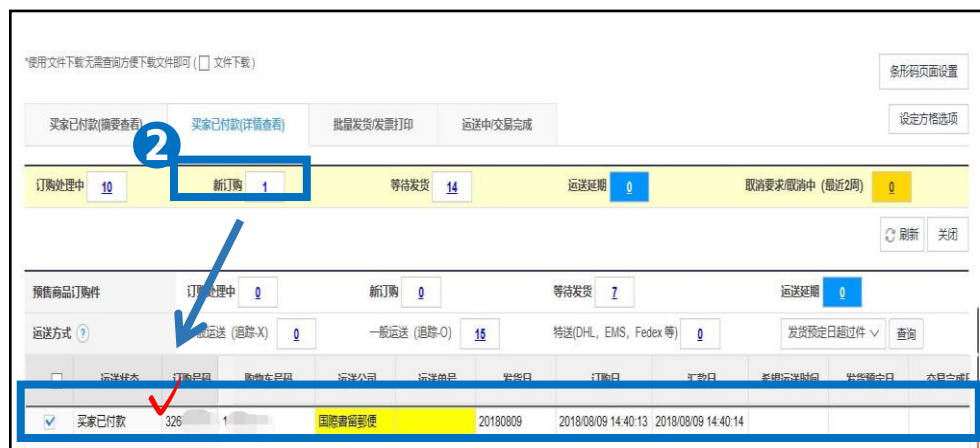 *使用文件下载无需查询方便下载文件即可 ( 文件下载 )
条形码页面设置
买家已付款(摘要查看) 买家已付款(详情查看) 批量发货/发票打印 运送中/交易完成 设定方格选项
2
订购处理中 10 新订购 1 等待发货 14 运送延期 0 取消要求/取消中 (最近2周) 0
刷新 关闭
预售商品订购件 订购处理中 0 新订购 0 等待发货 7 运送延期 0
运送方式 ? 一般运送 (追踪-X) 0 一般运送 (追踪-O) 15 特送(DHL, EMS, Fedex 等) 0 发货预定日超过件 查询
运送状态 订购号码 购物车号码 运送公司 运送单号 发货日 订购日 汇款日 希望运送时间 发货预定日 交易完成
买家已付款 326 1 国際書留郵便 20180809 2018/08/09 14:40:13 2018/08/09 14:40:14